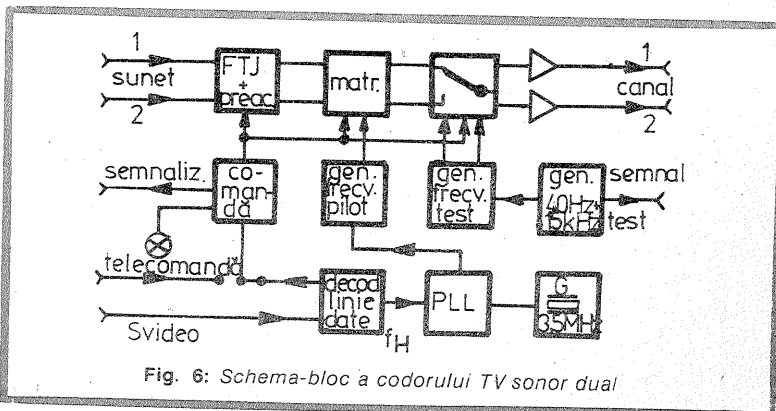 1
sunet
2
FTJ
+
preac.
matr.
1
canal
2
semnaliz.
co-
man-
dă
gen.
frecv.
pilot
gen.
frecv.
test
gen.
40Hz÷
15kHz
semnal
test
telecomandă
Svideo
decod
linie
date
fH
PLL
G
3,5MHz
Fig. 6: Schema-bloc a codorului TV sonor dual